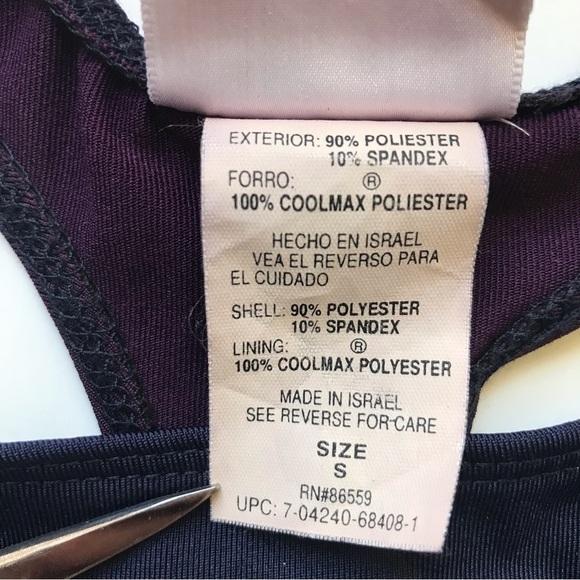 EXTERIOR: 90% POLIESTER
10% SPANDEX
FORRO: ®
100% COOLMAX POLIESTER
HECHO EN ISRAEL
VEA EL REVERSO PARA
EL CUIDADO
SHELL: 90% POLYESTER
10% SPANDEX
LINING: ®
100% COOLMAX POLYESTER
MADE IN ISRAEL
SEE REVERSE FOR CARE
SIZE
S
RN#86559
UPC: 7-04240-68408-1